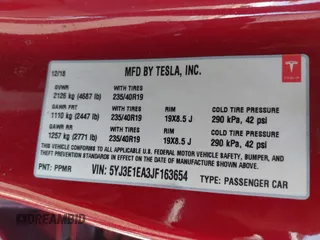 12/18 MFD BY TESLA, INC. TESLA
GVWR WITH TIRES
2126 kg (4687 lb) 235/40R19
GAWR FRT WITH TIRES RIM COLD TIRE PRESSURE
1110 kg (2447 lb) 235/40R19 19X8.5 J 290 kPa, 42 psi
GAWR RR WITH TIRES RIM COLD TIRE PRESSURE
1257 kg (2771 lb) 235/40R19 19X8.5 J 290 kPa, 42 psi
THIS VEHICLE CONFORMS TO ALL APPLICABLE U.S. FEDERAL MOTOR VEHICLE SAFETY, BUMPER, AND
THEFT PREVENTION STANDARDS IN EFFECT ON THE DATE OF MANUFACTURE SHOWN ABOVE.
PNT: PPMR VIN: 5YJ3E1EA3JF163654 TYPE: PASSENGER CAR
IDREAMBID